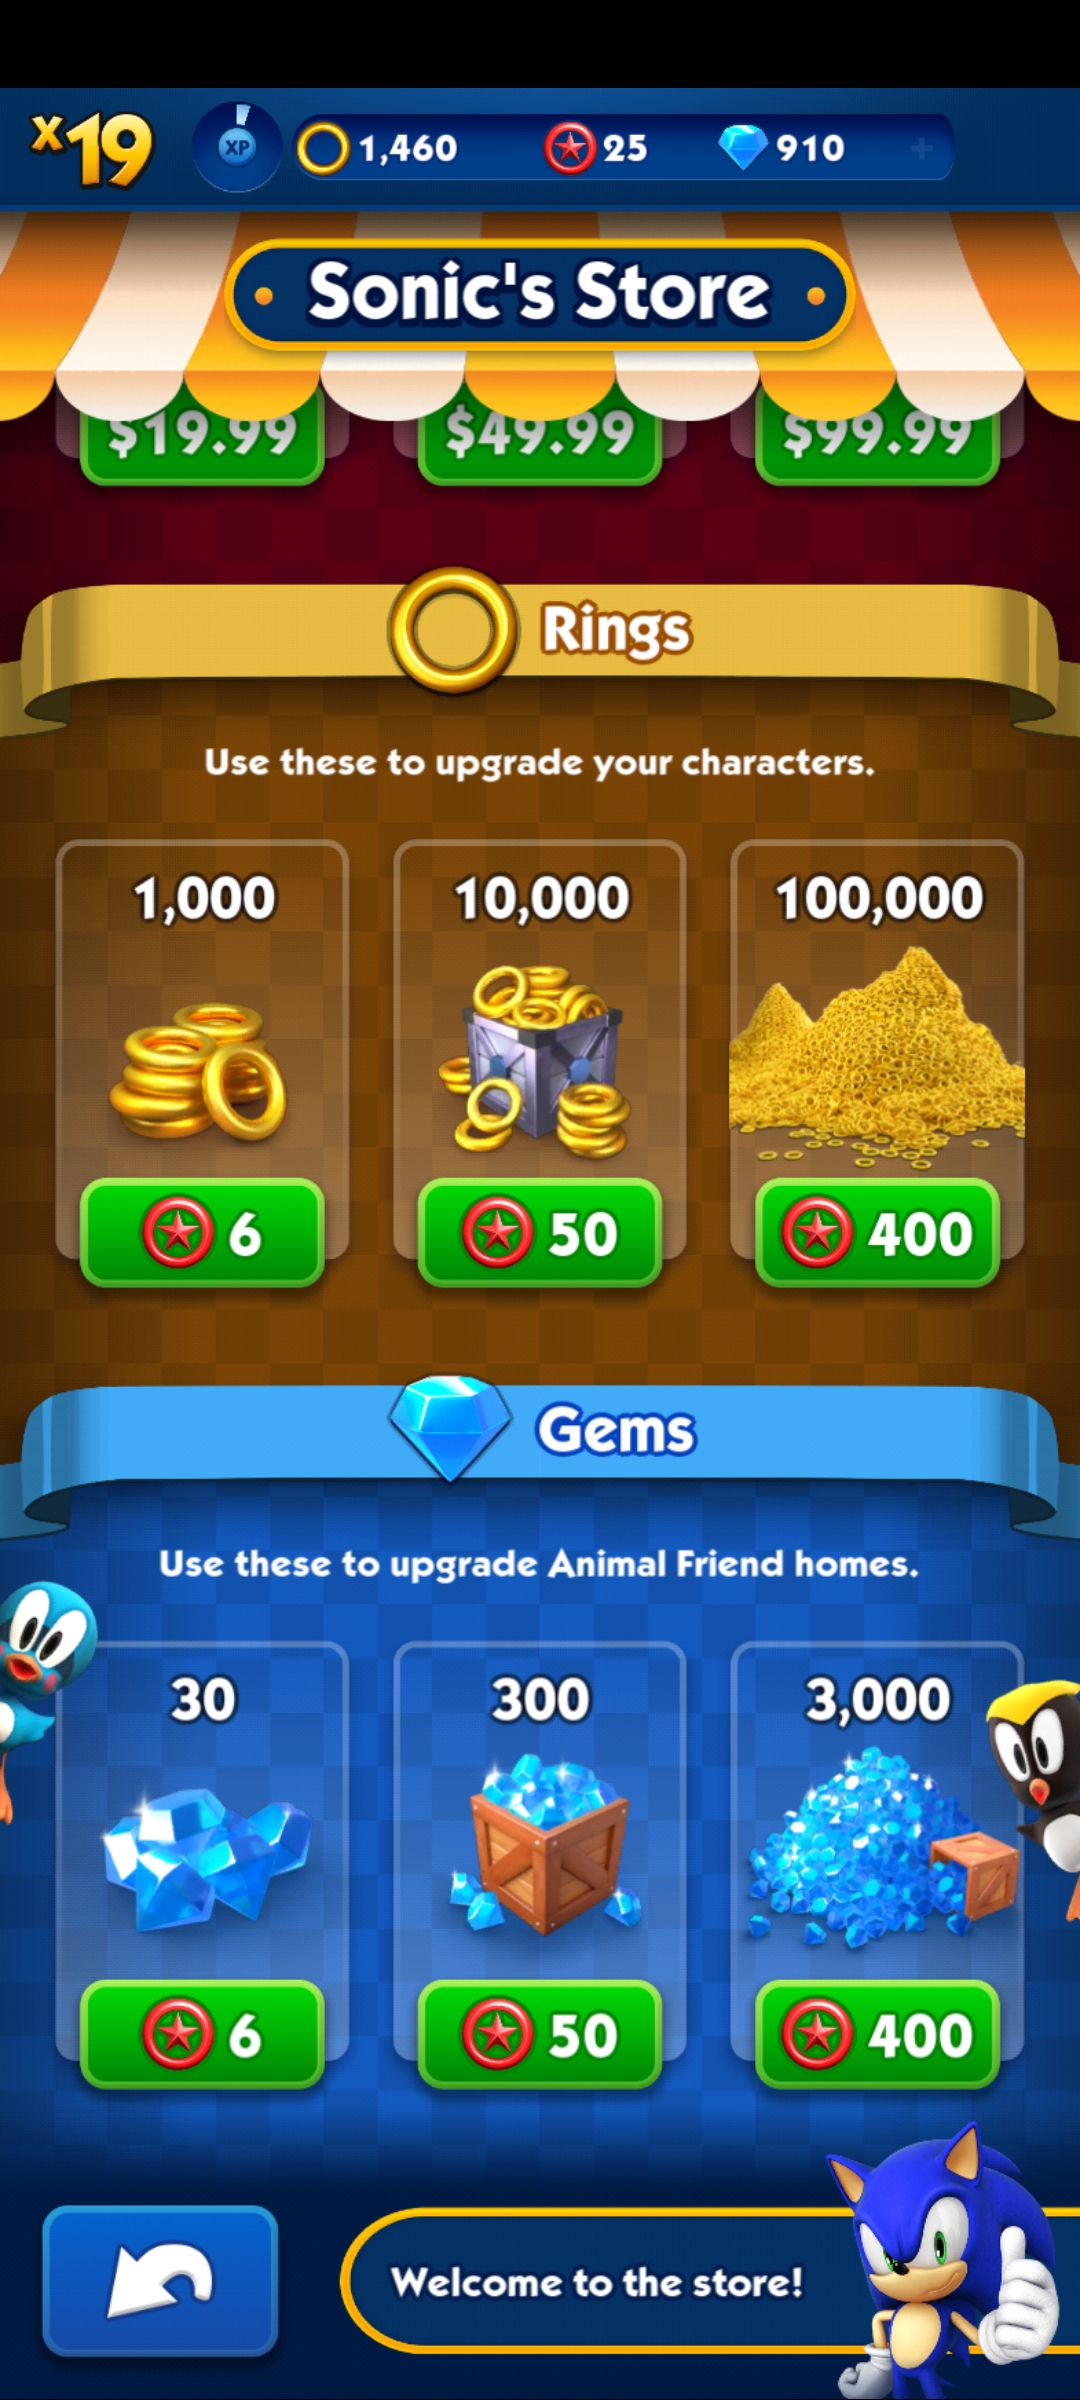 x19 XP 1,460 25 910 +
Sonic's Store
$19.99 $49.99 $99.99
Rings
Use these to upgrade your characters.
1,000 10,000 100,000
6 50 400
Gems
Use these to upgrade Animal Friend homes.
30 300 3,000
6 50 400
Welcome to the store!